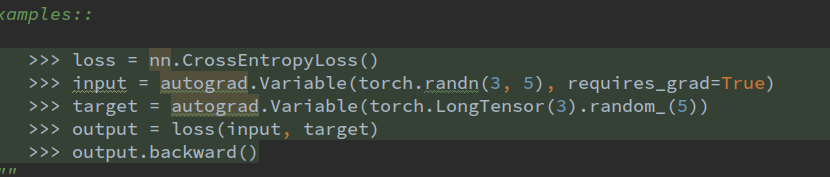 xamples::
>>> loss = nn.CrossEntropyLoss()
>>> input = autograd.Variable(torch.randn(3, 5), requires_grad=True)
>>> target = autograd.Variable(torch.LongTensor(3).random_(5))
>>> output = loss(input, target)
>>> output.backward()
""